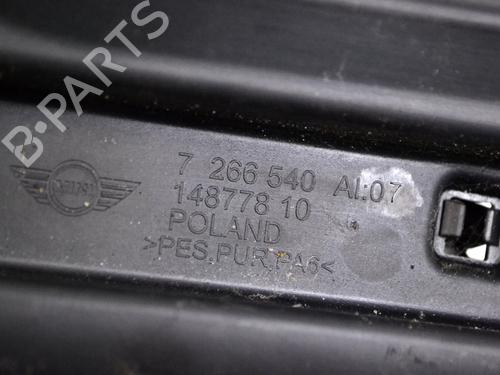 B-PARTS
7 266 540 AI:07
148778 10
POLAND
>PES.PUR.PA6<